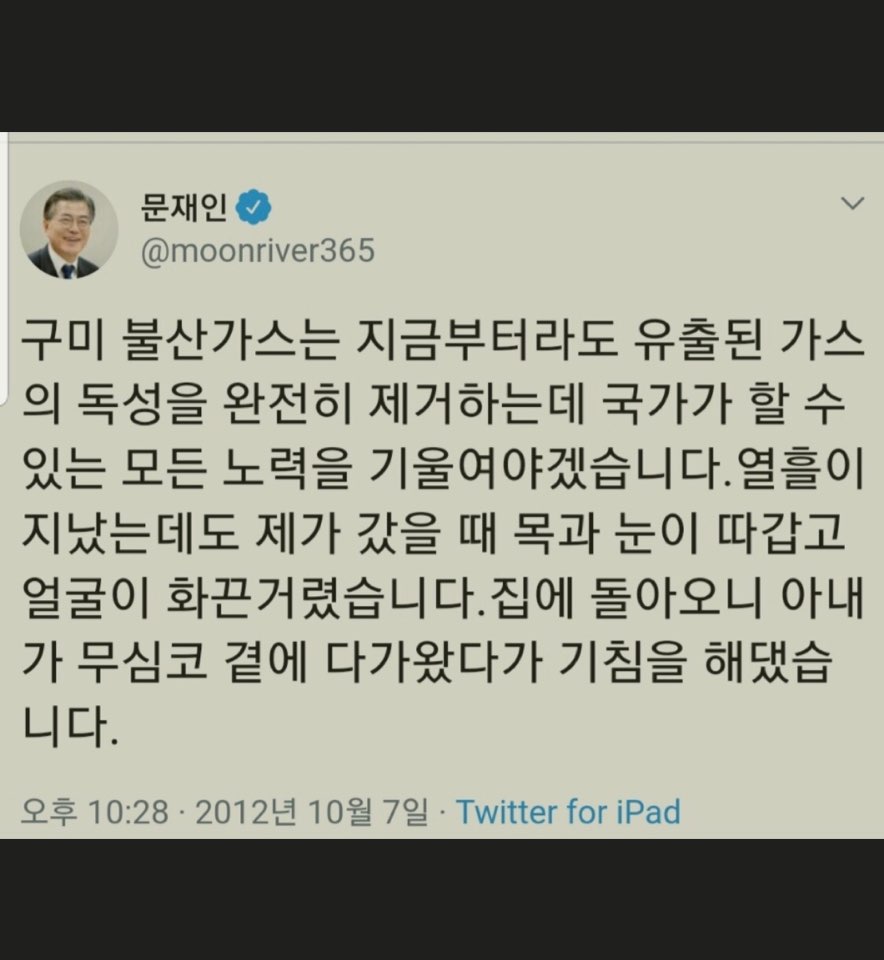 문재인
@moonriver365
구미 불산가스는 지금부터라도 유출된 가스
의 독성을 완전히 제거하는데 국가가 할 수
있는 모든 노력을 기울여야겠습니다.열흘이
지났는데도 제가 갔을 때 목과 눈이 따갑고
얼굴이 화끈거렸습니다.집에 돌아오니 아내
가 무심코 곁에 다가왔다가 기침을 해댔습
니다.
오후 10:28 · 2012년 10월 7일 · Twitter for iPad